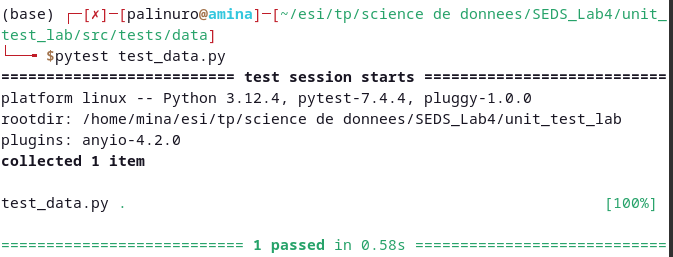 (base) ┌─[✗]─[palinuro@amina]─[~/esi/tp/science de donnees/SEDS_Lab4/unit_
test_lab/src/tests/data]
└──╼ $pytest test_data.py
========================== test session starts ===========================
platform linux -- Python 3.12.4, pytest-7.4.4, pluggy-1.0.0
rootdir: /home/mina/esi/tp/science de donnees/SEDS_Lab4/unit_test_lab
plugins: anyio-4.2.0
collected 1 item
test_data.py . [100%]
=========================== 1 passed in 0.58s ============================